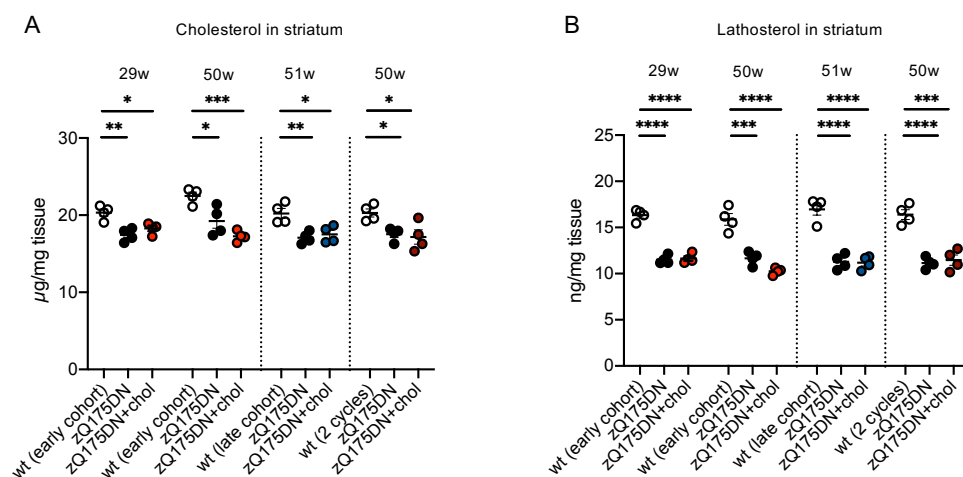 A
Cholesterol in striatum
29w
50w
51w
50w
*
***
*
*
**
*
**
*
30
20
10
0
µg/mg tissue
wt (early cohort)
zQ175DN
zQ175DN+chol
wt (early cohort)
zQ175DN
zQ175DN+chol
wt (late cohort)
zQ175DN
zQ175DN+chol
wt (2 cycles)
zQ175DN
zQ175DN+chol
B
Lathosterol in striatum
29w
50w
51w
50w
****
****
****
***
****
***
****
****
25
20
15
10
5
0
ng/mg tissue
wt (early cohort)
zQ175DN
zQ175DN+chol
wt (early cohort)
zQ175DN
zQ175DN+chol
wt (late cohort)
zQ175DN
zQ175DN+chol
wt (2 cycles)
zQ175DN
zQ175DN+chol